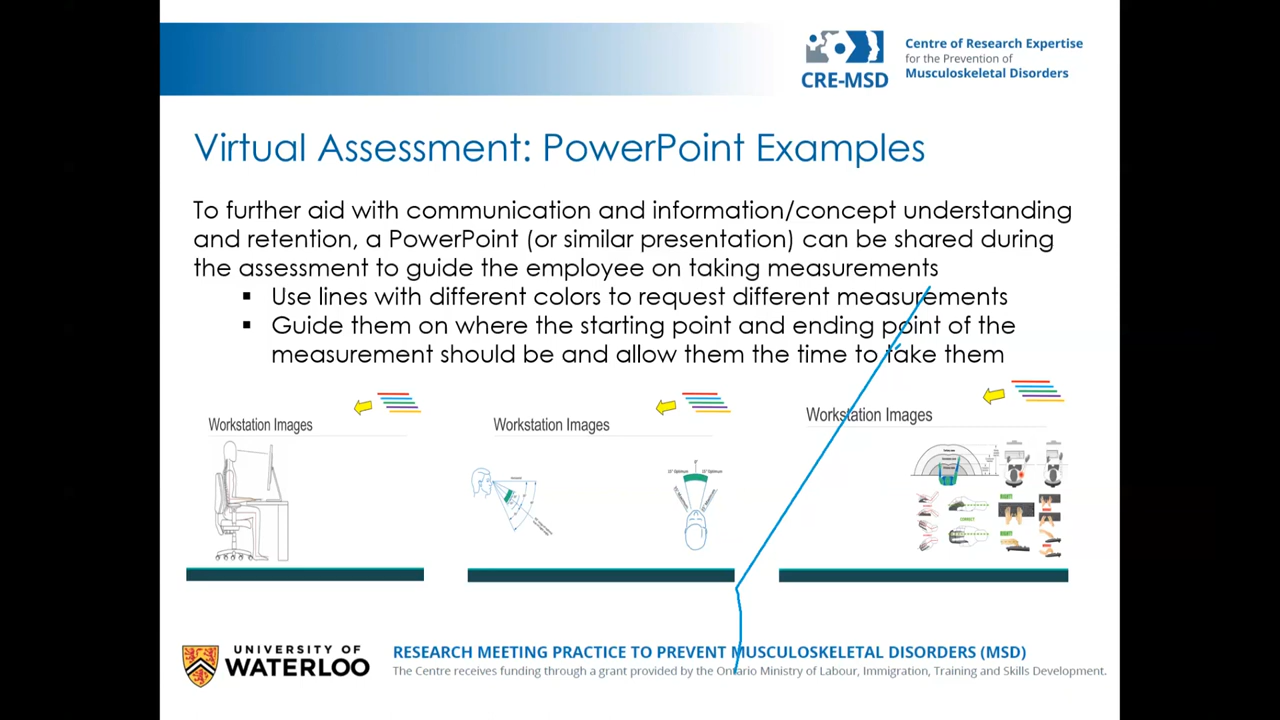 CRE-MSD
Centre of Research Expertise
for the Prevention of
Musculoskeletal Disorders
Virtual Assessment: PowerPoint Examples
To further aid with communication and information/concept understanding
and retention, a PowerPoint (or similar presentation) can be shared during
the assessment to guide the employee on taking measurements
▪ Use lines with different colors to request different measurements
▪ Guide them on where the starting point and ending point of the
measurement should be and allow them the time to take them
Workstation Images
Workstation Images
Workstation Images
CORRECT
UNIVERSITY OF
WATERLOO
RESEARCH MEETING PRACTICE TO PREVENT MUSCULOSKELETAL DISORDERS (MSD)
The Centre receives funding through a grant provided by the Ontario Ministry of Labour, Immigration, Training and Skills Development.